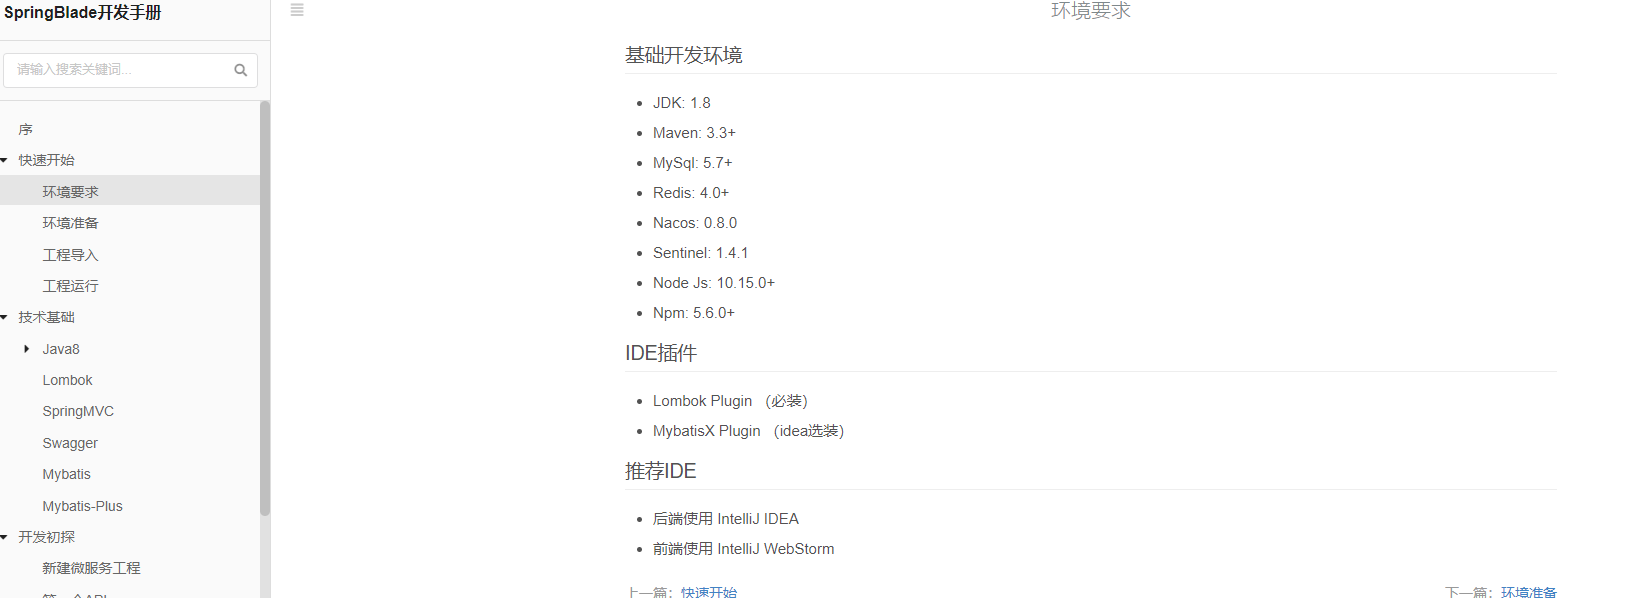 SpringBlade开发手册
请输入搜索关键词...
序
快速开始
环境要求
环境准备
工程导入
工程运行
技术基础
Java8
Lombok
SpringMVC
Swagger
Mybatis
Mybatis-Plus
开发初探
新建微服务工程
第一个API
环境要求
基础开发环境
JDK: 1.8
Maven: 3.3+
MySql: 5.7+
Redis: 4.0+
Nacos: 0.8.0
Sentinel: 1.4.1
Node Js: 10.15.0+
Npm: 5.6.0+
IDE插件
Lombok Plugin （必装）
MybatisX Plugin （idea选装）
推荐IDE
后端使用 IntelliJ IDEA
前端使用 IntelliJ WebStorm
上一篇：快速开始
下一篇：环境准备